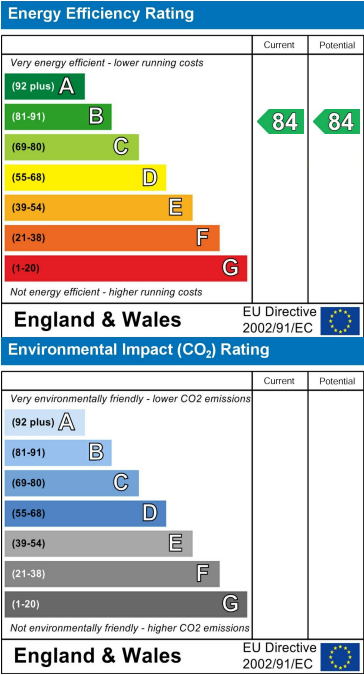 Energy Efficiency Rating
Current Potential
Very energy efficient - lower running costs
(92 plus) A
(81-91) B 84 84
(69-80) C
(55-68) D
(39-54) E
(21-38) F
(1-20) G
Not energy efficient - higher running costs
England & Wales
EU Directive
2002/91/EC
Environmental Impact (CO₂) Rating
Current Potential
Very environmentally friendly - lower CO2 emissions
(92 plus) A
(81-91) B
(69-80) C
(55-68) D
(39-54) E
(21-38) F
(1-20) G
Not environmentally friendly - higher CO2 emissions
England & Wales
EU Directive
2002/91/EC